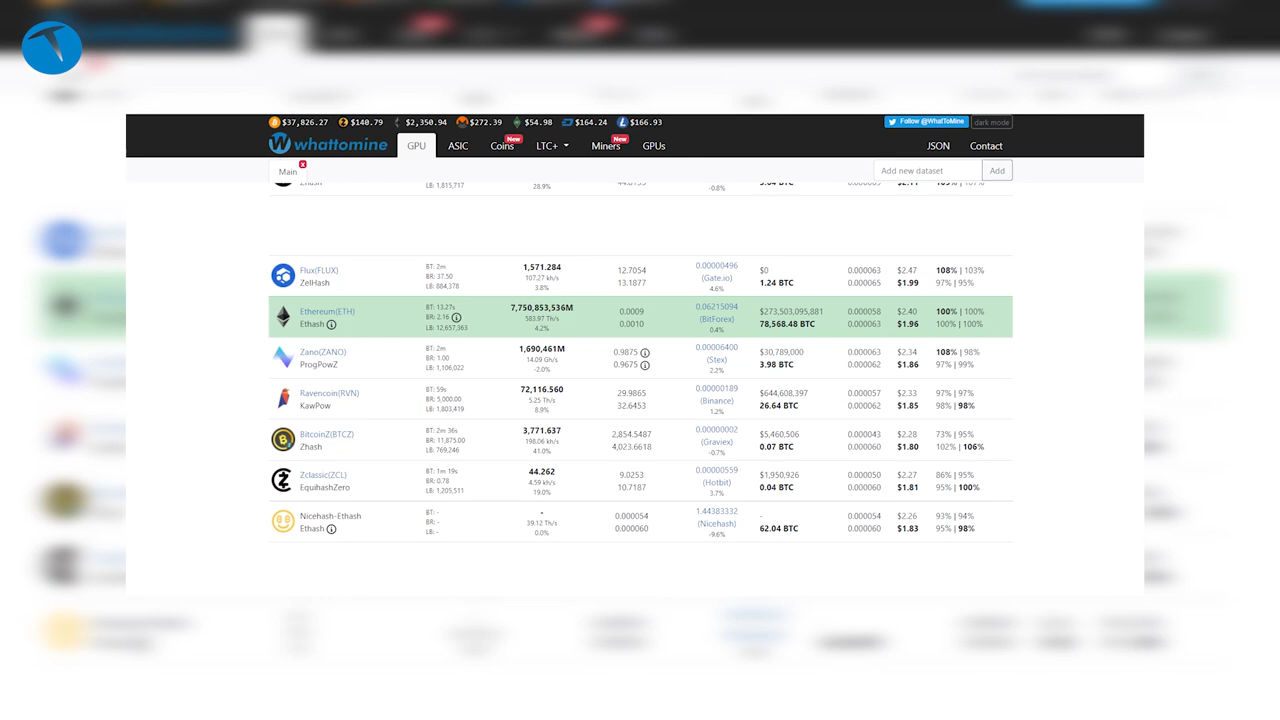 $37,826.27 $140.79 $2,350.94 $272.39 $54.98 $164.24 $166.93 Follow @WhatToMine dark mode
whattomine GPU ASIC Coins New LTC+ Miners New GPUs JSON Contact
Main x Add new dataset Add
Zhash LB: 1,815,717 28.9% -0.8%
Flux(FLUX) BT: 2m 1,571.284 12.7054 0.00000496 $0 0.000063 $2.47 108% | 103%
ZelHash BR: 37.50 107.27 kh/s 13.1877 (Gate.io) 1.24 BTC 0.000065 $1.99 97% | 95%
LB: 884,378 3.8% 4.6%
Ethereum(ETH) BT: 13.27s 7,750,853,536M 0.0009 0.06215094 $273,503,095,881 0.000058 $2.40 100% | 100%
Ethash BR: 2.16 583.97 Th/s 0.0010 (BitForex) 78,568.48 BTC 0.000063 $1.96 100% | 100%
LB: 12,657,363 4.2% 0.4%
Zano(ZANO) BT: 2m 1,690,461M 0.9875 0.00006400 $30,789,000 0.000063 $2.34 108% | 98%
ProgPowZ BR: 1.00 14.09 Gh/s 0.9675 (Stex) 3.98 BTC 0.000062 $1.86 97% | 99%
LB: 1,106,022 -2.0% 2.2%
Ravencoin(RVN) BT: 59s 72,116.560 29.9865 0.00000189 $644,608,397 0.000057 $2.33 97% | 97%
KawPow BR: 5,000.00 5.25 Th/s 32.6453 (Binance) 26.64 BTC 0.000062 $1.85 98% | 98%
LB: 1,803,419 8.9% 1.2%
BitcoinZ(BTCZ) BT: 2m 36s 3,771.637 2,854.5487 0.00000002 $5,460,506 0.000043 $2.28 73% | 95%
Zhash BR: 11,875.00 198.06 kh/s 4,023.6618 (Graviex) 0.07 BTC 0.000060 $1.80 102% | 106%
LB: 769,246 41.0% -0.7%
Zclassic(ZCL) BT: 1m 19s 44.262 9.0253 0.00000559 $1,950,926 0.000050 $2.27 86% | 95%
EquihashZero BR: 0.78 4.59 kh/s 10.7187 (Hotbit) 0.04 BTC 0.000060 $1.81 95% | 100%
LB: 1,205,511 19.0% 3.7%
Nicehash-Ethash BT: - - 0.000054 1.44383332 - 0.000054 $2.26 93% | 94%
Ethash BR: - 39.12 Th/s 0.000060 (Nicehash) 62.04 BTC 0.000060 $1.83 95% | 98%
LB: - 0.0% -9.6%